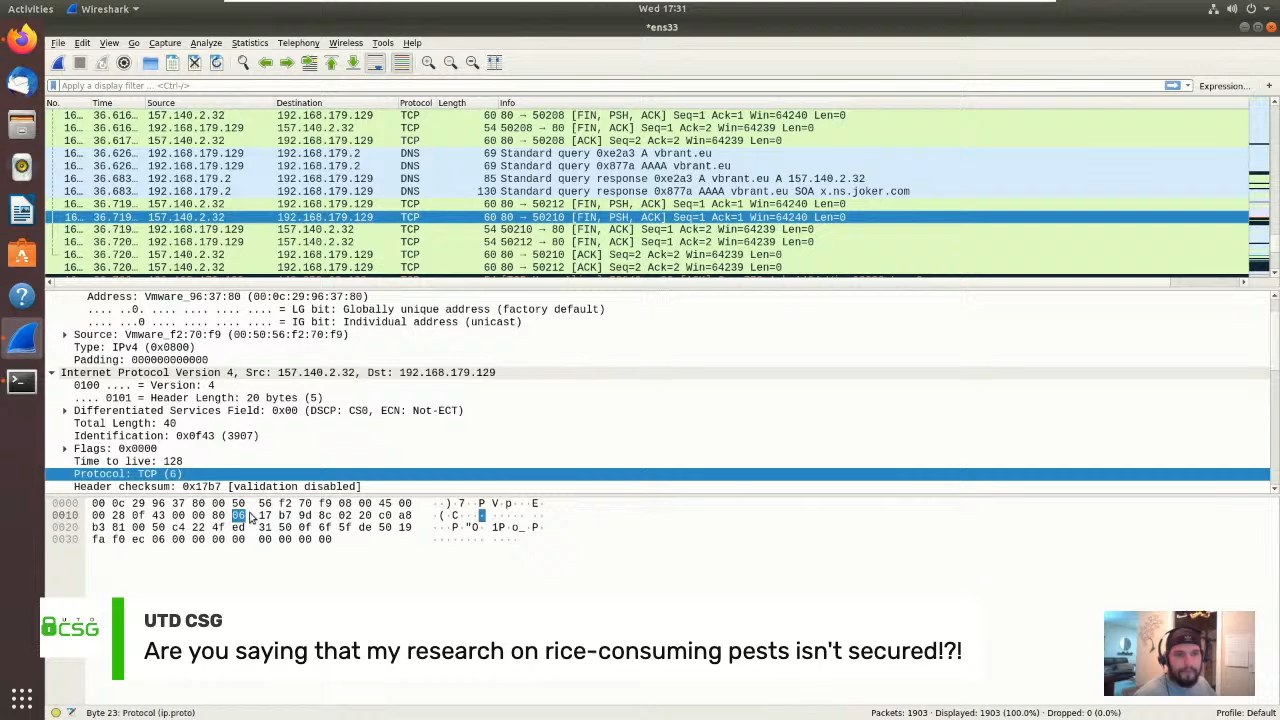 Activities Wireshark Wed 17:31
*ens33
File Edit View Go Capture Analyze Statistics Telephony Wireless Tools Help
Apply a display filter ... <Ctrl-/> Expression... +
No. Time Source Destination Protocol Length Info
16… 36.616… 157.140.2.32 192.168.179.129 TCP 60 80 → 50208 [FIN, PSH, ACK] Seq=1 Ack=1 Win=64240 Len=0
16… 36.616… 192.168.179.129 157.140.2.32 TCP 54 50208 → 80 [FIN, ACK] Seq=1 Ack=2 Win=64239 Len=0
16… 36.617… 157.140.2.32 192.168.179.129 TCP 60 80 → 50208 [ACK] Seq=2 Ack=2 Win=64239 Len=0
16… 36.626… 192.168.179.129 192.168.179.2 DNS 69 Standard query 0xe2a3 A vbrant.eu
16… 36.626… 192.168.179.129 192.168.179.2 DNS 69 Standard query 0x877a AAAA vbrant.eu
16… 36.683… 192.168.179.2 192.168.179.129 DNS 85 Standard query response 0xe2a3 A vbrant.eu A 157.140.2.32
16… 36.683… 192.168.179.2 192.168.179.129 DNS 130 Standard query response 0x877a AAAA vbrant.eu SOA x.ns.joker.com
16… 36.719… 157.140.2.32 192.168.179.129 TCP 60 80 → 50212 [FIN, PSH, ACK] Seq=1 Ack=1 Win=64240 Len=0
16… 36.719… 157.140.2.32 192.168.179.129 TCP 60 80 → 50210 [FIN, PSH, ACK] Seq=1 Ack=1 Win=64240 Len=0
16… 36.719… 192.168.179.129 157.140.2.32 TCP 54 50210 → 80 [FIN, ACK] Seq=1 Ack=2 Win=64239 Len=0
16… 36.720… 192.168.179.129 157.140.2.32 TCP 54 50212 → 80 [FIN, ACK] Seq=1 Ack=2 Win=64239 Len=0
16… 36.720… 157.140.2.32 192.168.179.129 TCP 60 80 → 50210 [ACK] Seq=2 Ack=2 Win=64239 Len=0
16… 36.720… 157.140.2.32 192.168.179.129 TCP 60 80 → 50212 [ACK] Seq=2 Ack=2 Win=64239 Len=0
Address: Vmware_96:37:80 (00:0c:29:96:37:80)
.... ..0. .... .... .... .... = LG bit: Globally unique address (factory default)
.... ...0 .... .... .... .... = IG bit: Individual address (unicast)
Source: Vmware_f2:70:f9 (00:50:56:f2:70:f9)
Type: IPv4 (0x0800)
Padding: 000000000000
Internet Protocol Version 4, Src: 157.140.2.32, Dst: 192.168.179.129
0100 .... = Version: 4
.... 0101 = Header Length: 20 bytes (5)
Differentiated Services Field: 0x00 (DSCP: CS0, ECN: Not-ECT)
Total Length: 40
Identification: 0x0f43 (3907)
Flags: 0x0000
Time to live: 128
Protocol: TCP (6)
Header checksum: 0x17b7 [validation disabled]
0000 00 0c 29 96 37 80 00 50 56 f2 70 f9 08 00 45 00 ··)·7··P V·p···E·
0010 00 28 0f 43 00 00 80 06 17 b7 9d 8c 02 20 c0 a8 ·(·C···· ····· ··
0020 b3 81 00 50 c4 22 4f ed 31 50 0f 6f 5f de 50 19 ···P·"O· 1P·o_·P·
0030 fa f0 ec 06 00 00 00 00 00 00 00 00 ········ ····
UTD
CSG
UTD CSG
Are you saying that my research on rice-consuming pests isn't secured!?!
Byte 23: Protocol (ip.proto) Packets: 1903 · Displayed: 1903 (100.0%) · Dropped: 0 (0.0%) Profile: Default